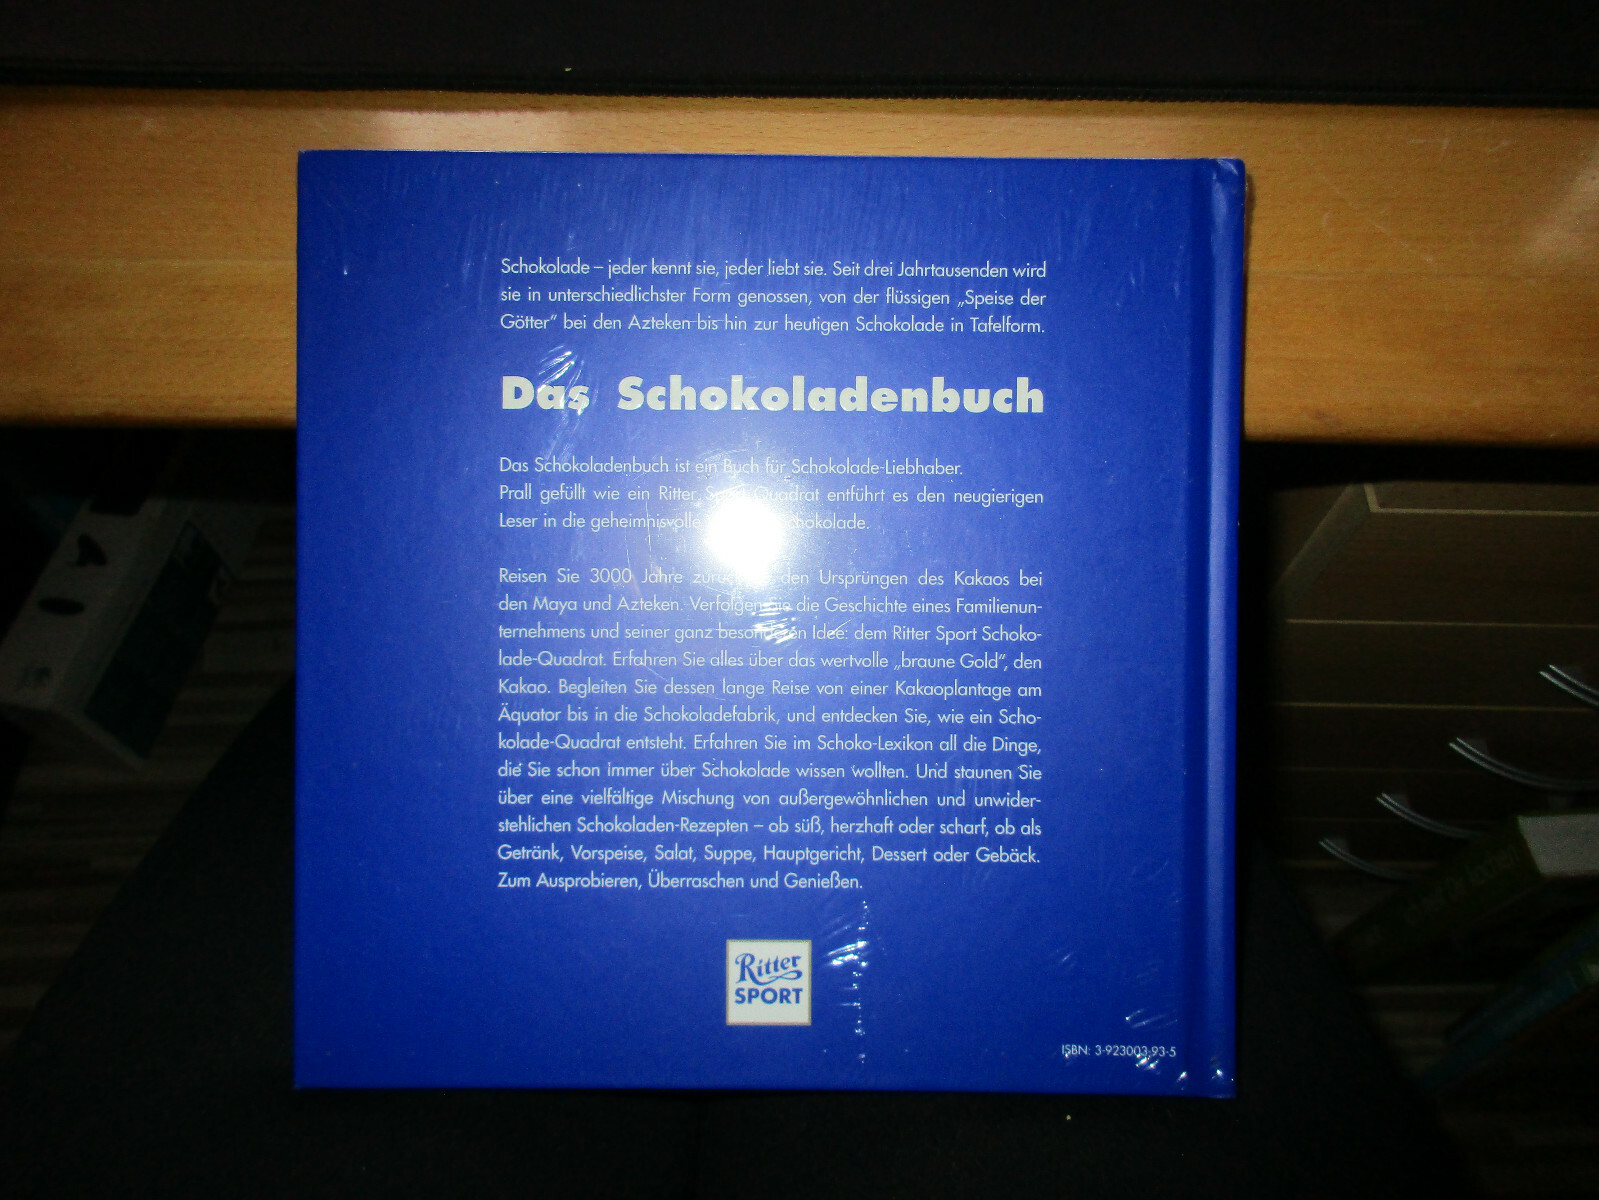 Schokolade – jeder kennt sie, jeder liebt sie. Seit drei Jahrtausenden wird
sie in unterschiedlichster Form genossen, von der flüssigen „Speise der
Götter“ bei den Azteken bis hin zur heutigen Schokolade in Tafelform.
Das Schokoladenbuch
Das Schokoladenbuch ist ein Buch für Schokolade-Liebhaber.
Prall gefüllt wie ein Ritter Sport Quadrat entführt es den neugierigen
Leser in die geheimnisvolle Schokolade.
Reisen Sie 3000 Jahre zurück den Ursprüngen des Kakaos bei
den Maya und Azteken. Verfolgen Sie die Geschichte eines Familienun-
ternehmens und seiner ganz besonderen Idee: dem Ritter Sport Schoko-
lade-Quadrat. Erfahren Sie alles über das wertvolle „braune Gold“, den
Kakao. Begleiten Sie dessen lange Reise von einer Kakaoplantage am
Äquator bis in die Schokoladefabrik, und entdecken Sie, wie ein Scho-
kolade-Quadrat entsteht. Erfahren Sie im Schoko-Lexikon all die Dinge,
die Sie schon immer über Schokolade wissen wollten. Und staunen Sie
über eine vielfältige Mischung von außergewöhnlichen und unwider-
stehlichen Schokoladen-Rezepten – ob süß, herzhaft oder scharf, ob als
Getränk, Vorspeise, Salat, Suppe, Hauptgericht, Dessert oder Gebäck.
Zum Ausprobieren, Überraschen und Genießen.
Ritter
SPORT
ISBN: 3-923003-93-5